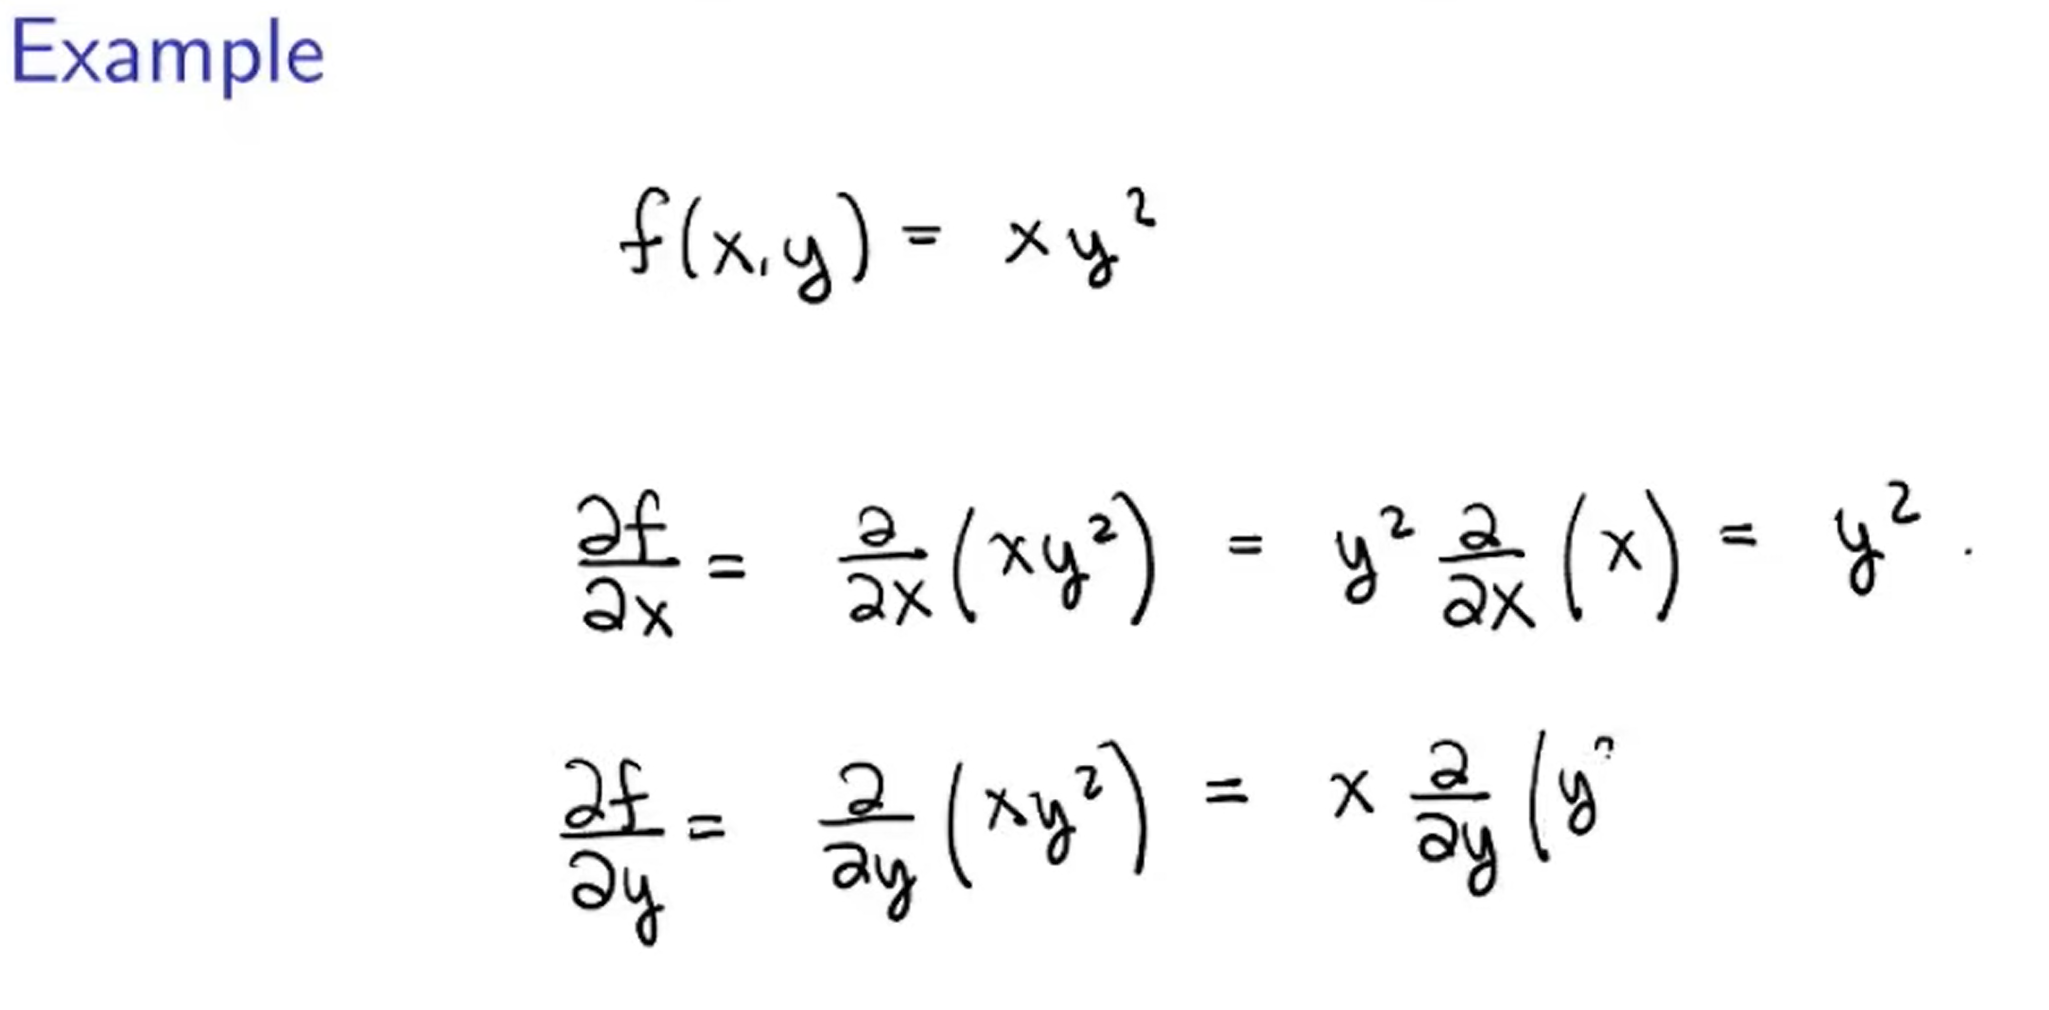 Example
f(x,y) = xy²
∂f/∂x = ∂/∂x (xy²) = y² ∂/∂x (x) = y².
∂f/∂y = ∂/∂y (xy²) = x ∂/∂y (y